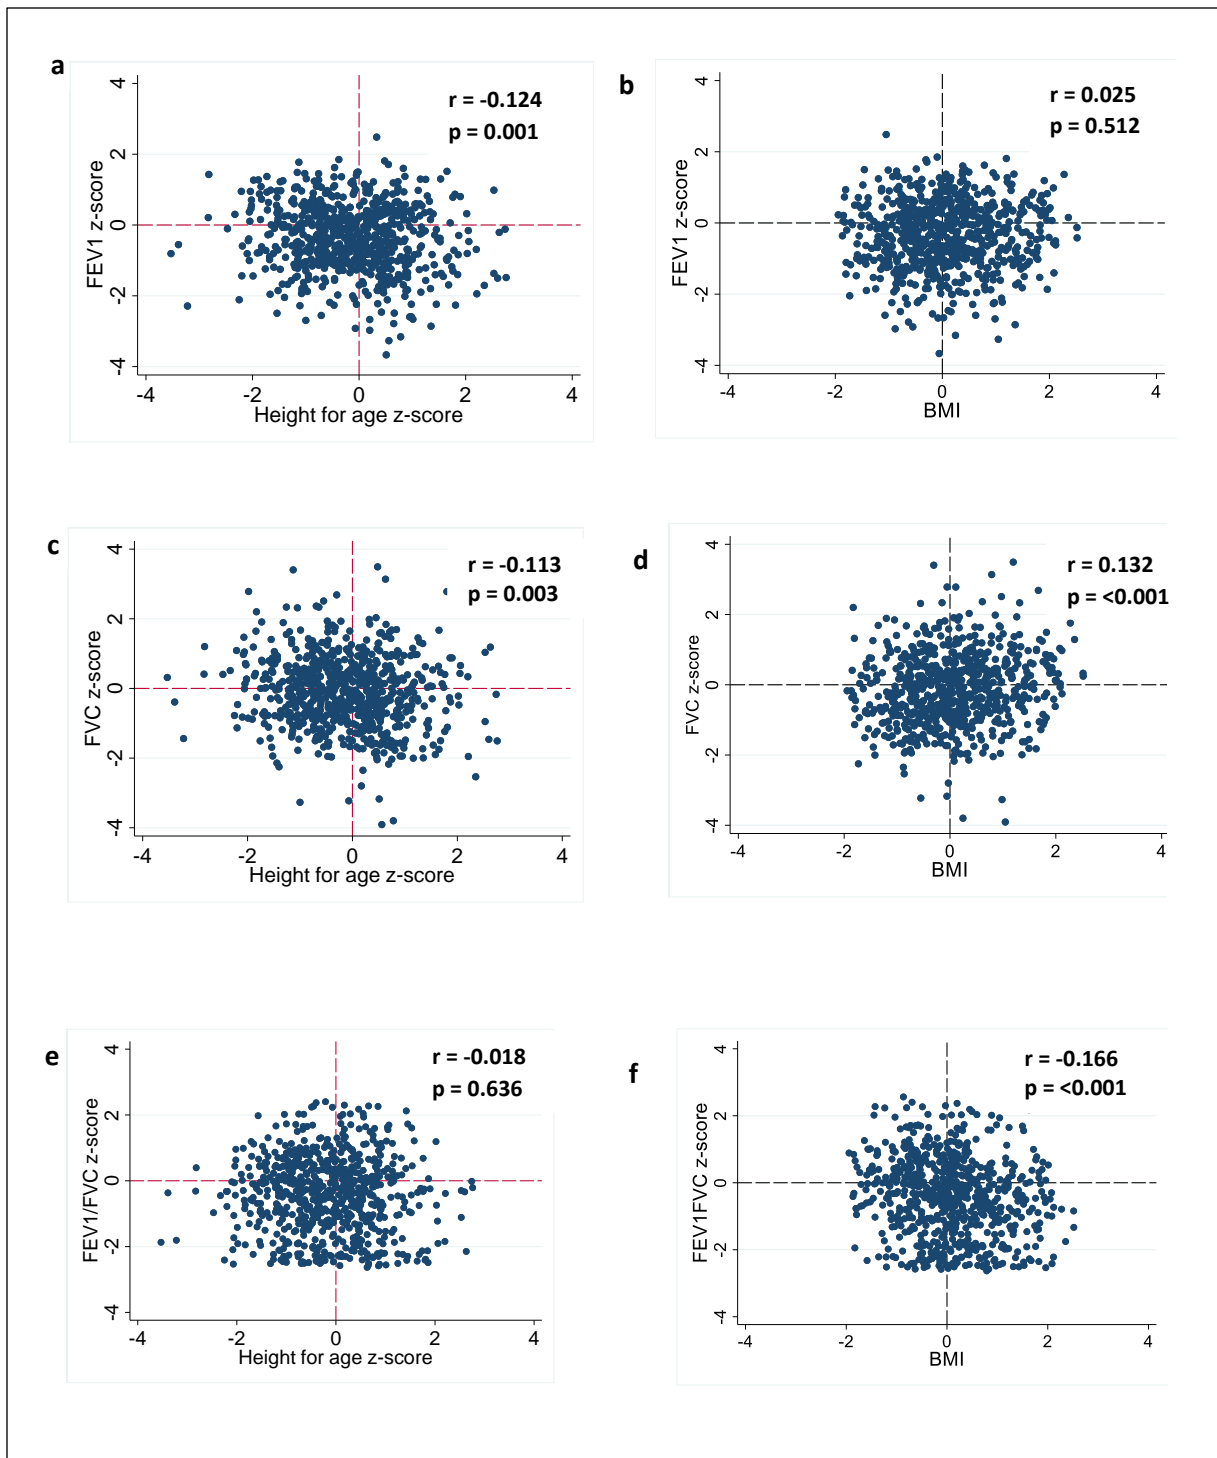 a
r = -0.124
p = 0.001
FEV1 z-score
4
2
0
-2
-4
-4 -2 0 2 4
Height for age z-score
b
r = 0.025
p = 0.512
FEV1 z-score
4
2
0
-2
-4
-4 -2 0 2 4
BMI
c
r = -0.113
p = 0.003
FVC z-score
4
2
0
-2
-4
-4 -2 0 2 4
Height for age z-score
d
r = 0.132
p = <0.001
FVC z-score
4
2
0
-2
-4
-4 -2 0 2 4
BMI
e
r = -0.018
p = 0.636
FEV1/FVC z-score
4
2
0
-2
-4
-4 -2 0 2 4
Height for age z-score
f
r = -0.166
p = <0.001
FEV1FVC z-score
4
2
0
-2
-4
-4 -2 0 2 4
BMI